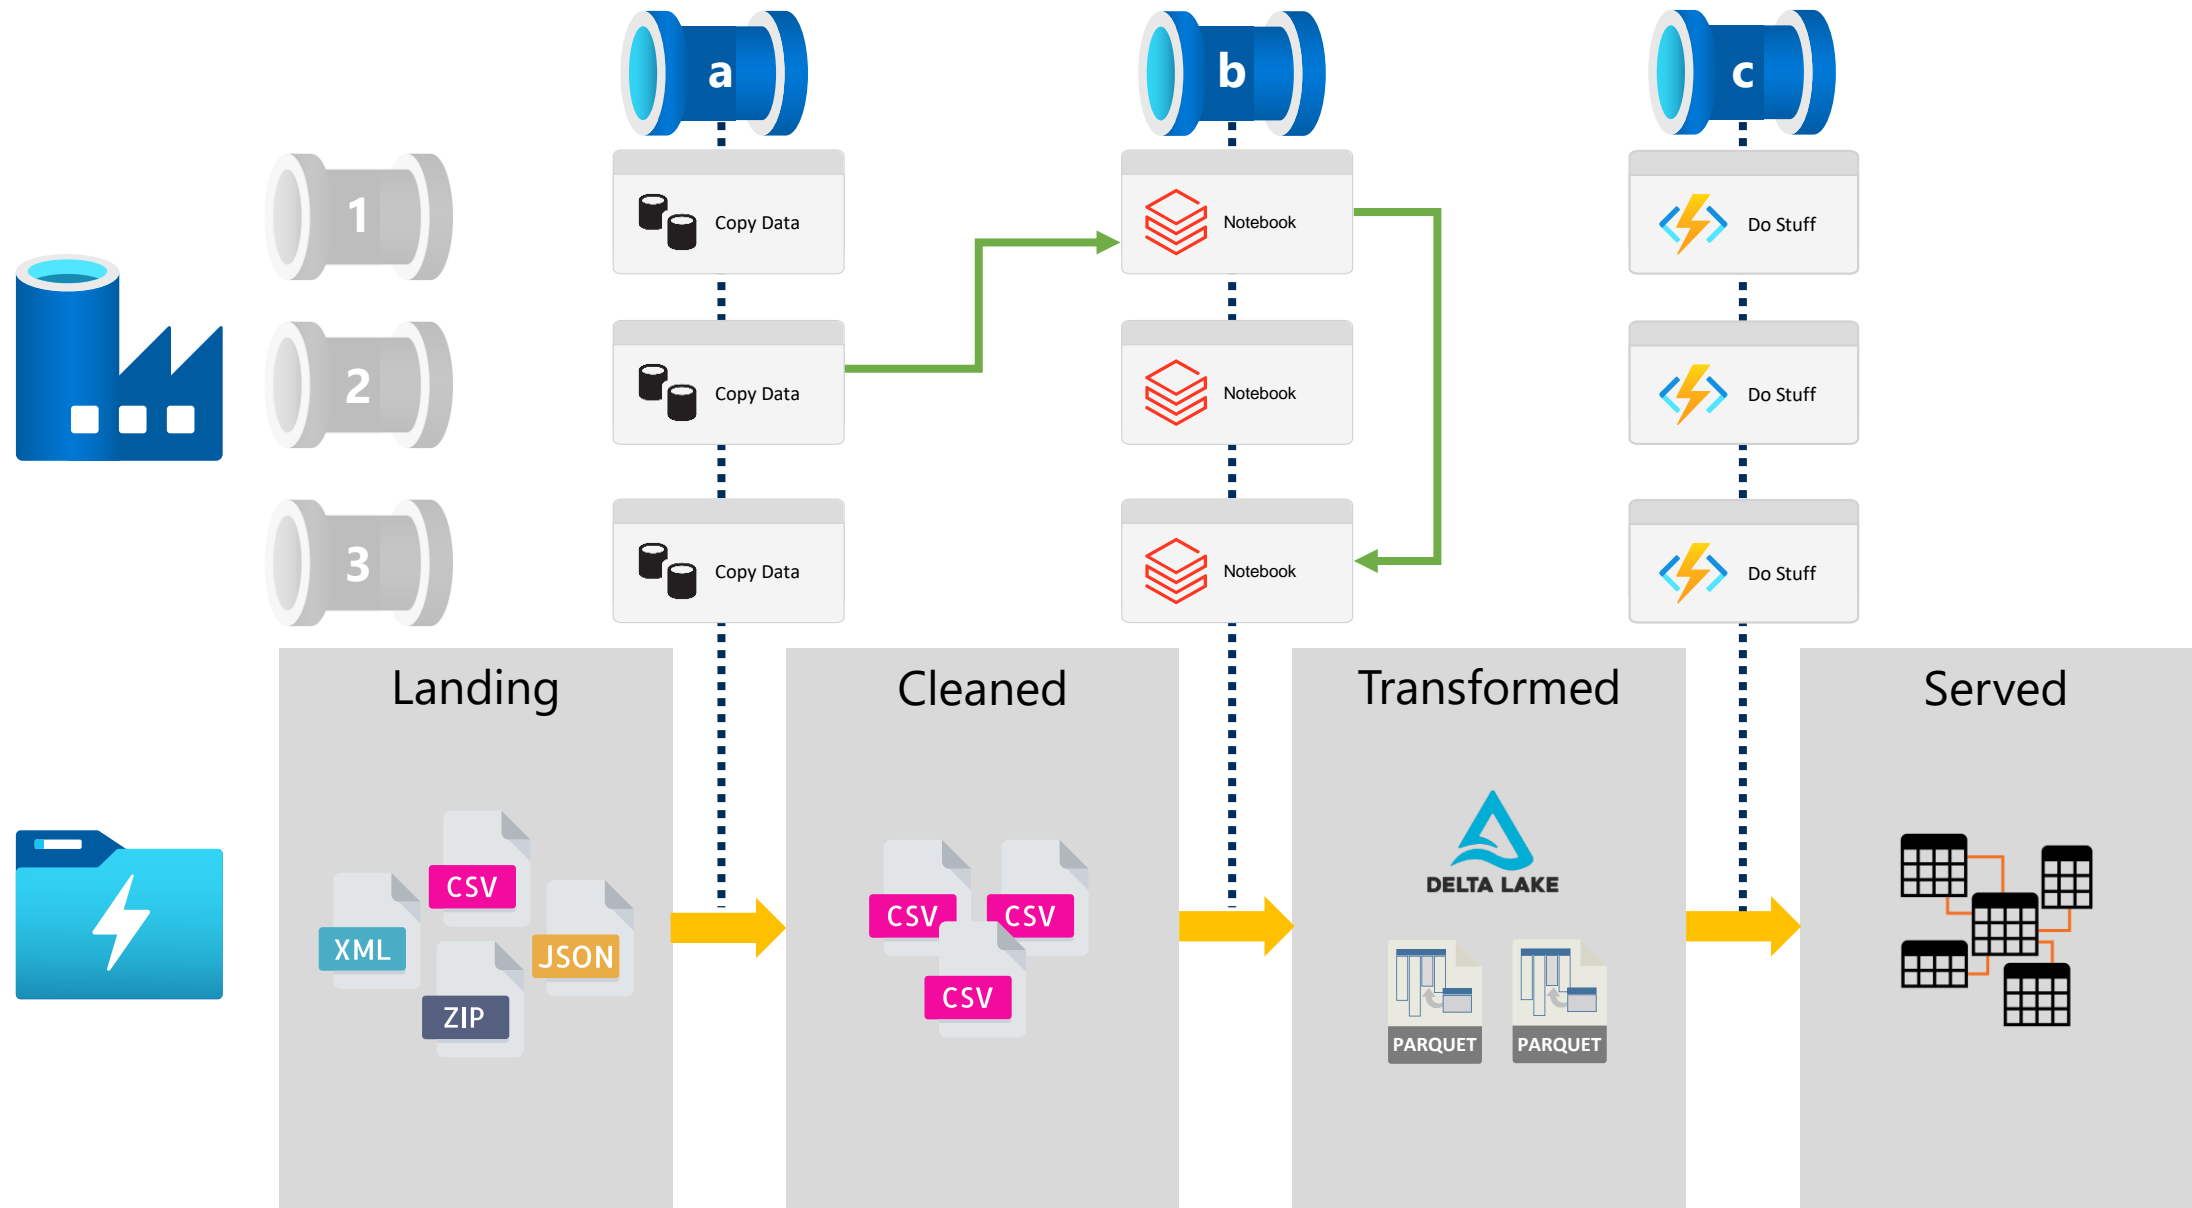 a
b
c
1
Copy Data
Notebook
Do Stuff
2
Copy Data
Notebook
Do Stuff
3
Copy Data
Notebook
Do Stuff
Landing
Cleaned
Transformed
Served
CSV
XML
JSON
ZIP
CSV
CSV
CSV
DELTA LAKE
PARQUET
PARQUET